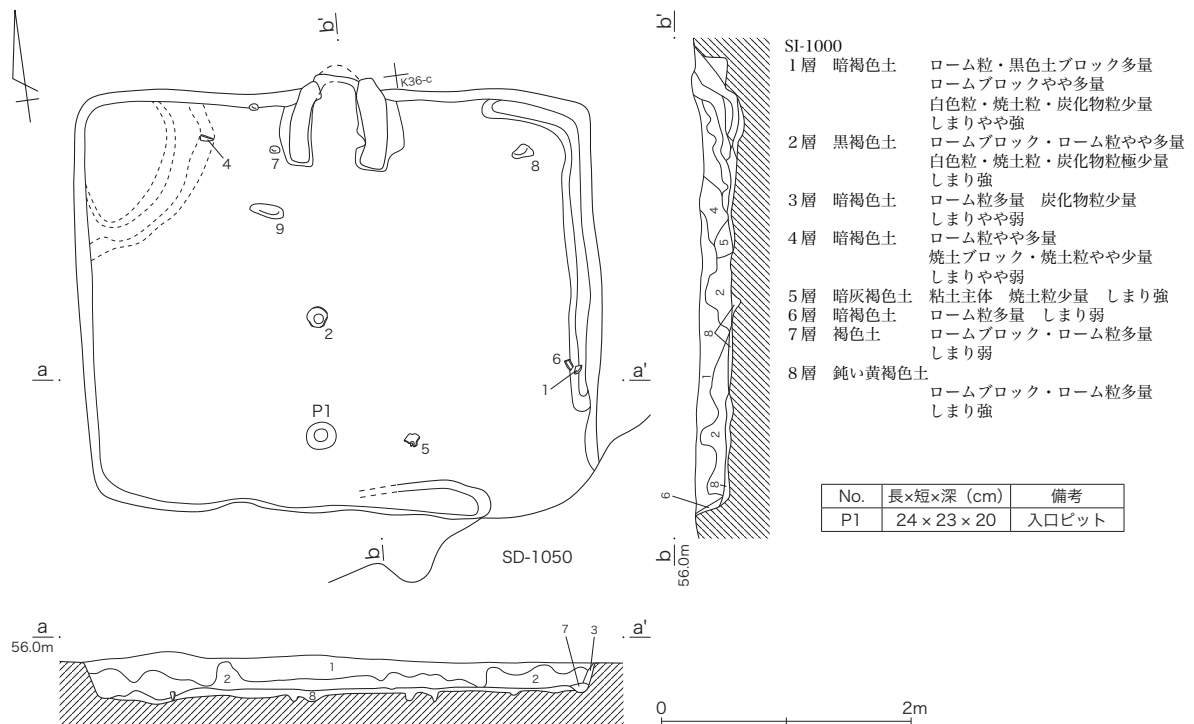 b'
K36-c
4
7
8
9
2
6
1
a
a'
P1
5
b
SD-1050
b'
4
5
2
8
1
2
8
6
b
56.0m
SI-1000
1層 暗褐色土 ローム粒・黒色土ブロック多量
ロームブロックやや多量
白色粒・焼土粒・炭化物粒少量
しまりやや強
2層 黒褐色土 ロームブロック・ローム粒やや多量
白色粒・焼土粒・炭化物粒極少量
しまり強
3層 暗褐色土 ローム粒多量 炭化物粒少量
しまりやや弱
4層 暗褐色土 ローム粒やや多量
焼土ブロック・焼土粒やや少量
しまりやや弱
5層 暗灰褐色土 粘土主体 焼土粒少量 しまり強
6層 暗褐色土 ローム粒多量 しまり弱
7層 褐色土 ロームブロック・ローム粒多量
しまり弱
8層 鈍い黄褐色土
ロームブロック・ローム粒多量
しまり強
No. 長×短×深（cm） 備考
P1 24 × 23 × 20 入口ピット
a
56.0m
a'
7 3
1
2
2
8
0 2m